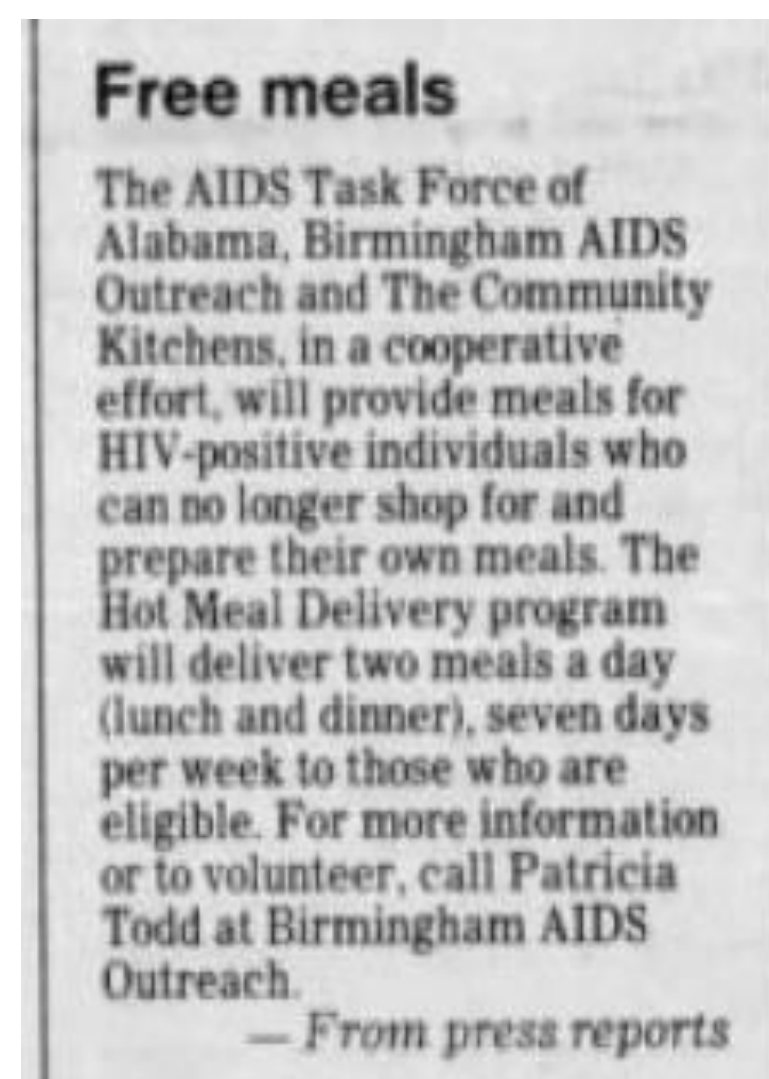 Free meals
The AIDS Task Force of
Alabama, Birmingham AIDS
Outreach and The Community
Kitchens, in a cooperative
effort, will provide meals for
HIV-positive individuals who
can no longer shop for and
prepare their own meals. The
Hot Meal Delivery program
will deliver two meals a day
(lunch and dinner), seven days
per week to those who are
eligible. For more information
or to volunteer, call Patricia
Todd at Birmingham AIDS
Outreach.
— From press reports